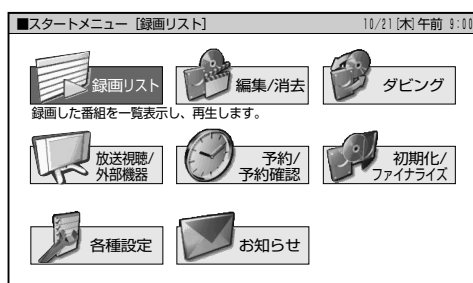 ■スタートメニュー [録画リスト] 10/21[木]午前 9:00
録画リスト 編集/消去 ダビング
録画した番組を一覧表示し、再生します。
放送視聴/ 予約/ 初期化/
外部機器 予約確認 ファイナライズ
各種設定 お知らせ